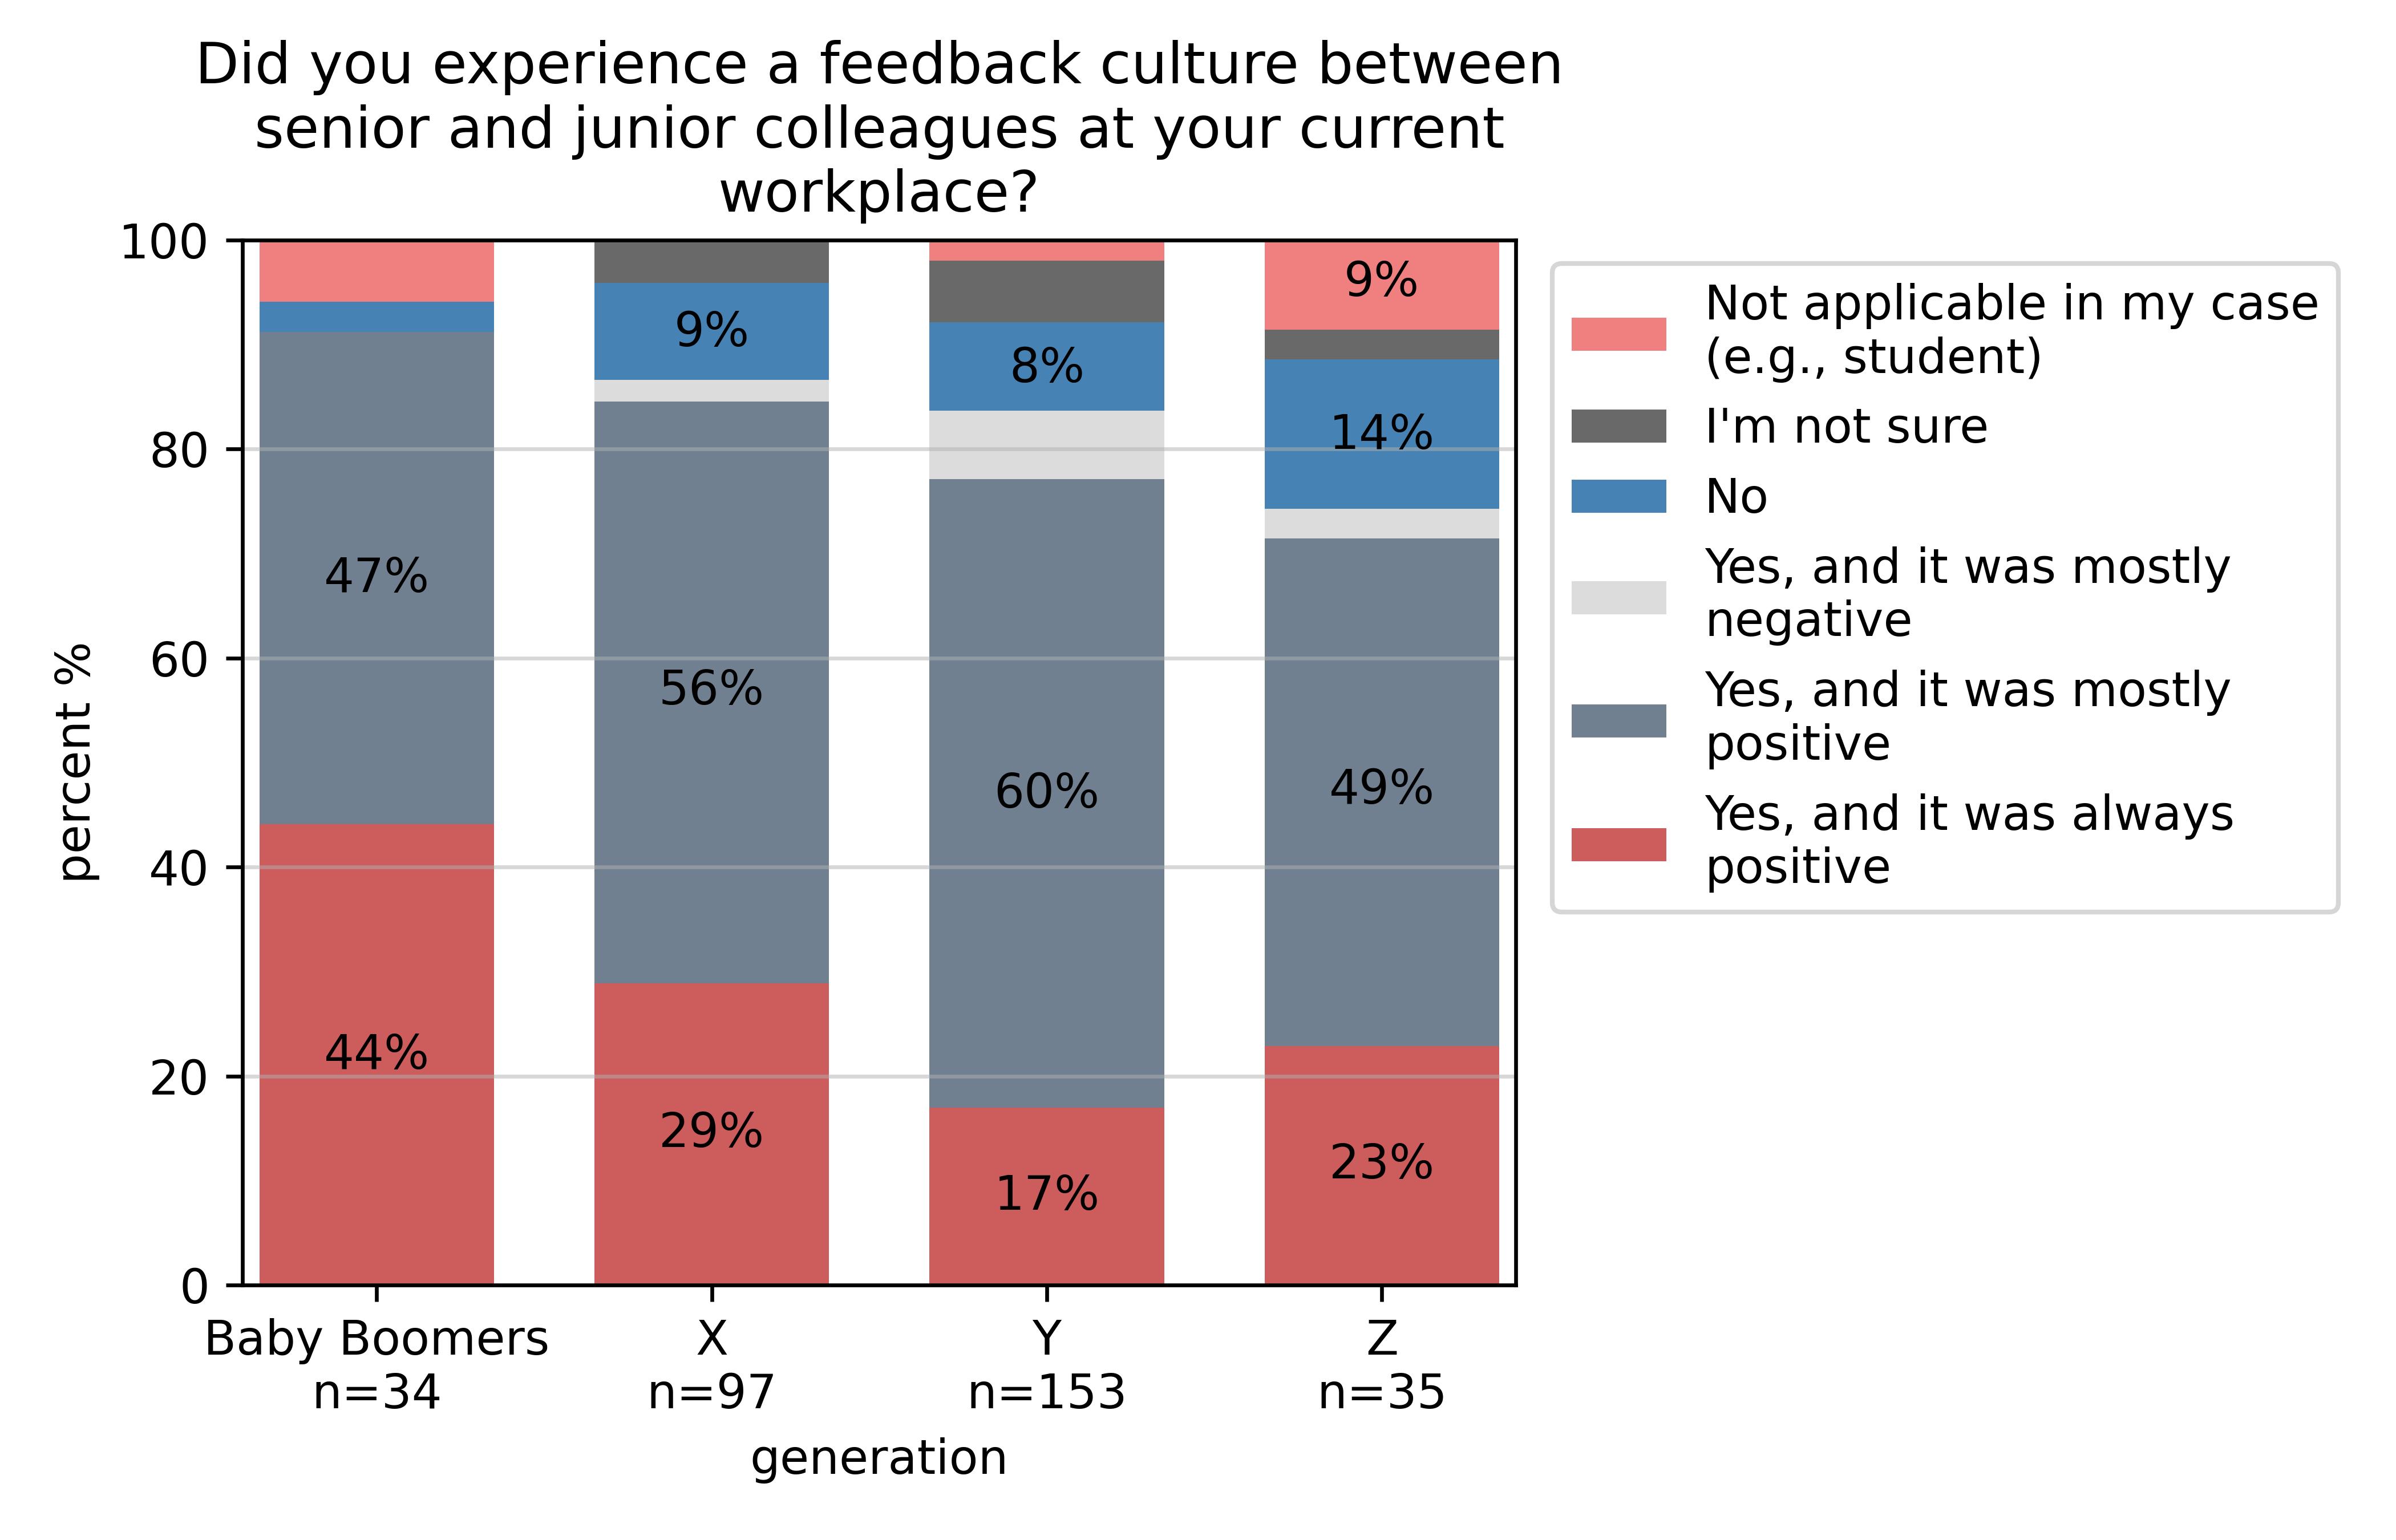 Did you experience a feedback culture between
senior and junior colleagues at your current
workplace?
100
80
60
40
20
0
percent %
47%
44%
9%
56%
29%
8%
60%
17%
9%
14%
49%
23%
Baby Boomers
n=34
X
n=97
Y
n=153
Z
n=35
generation
Not applicable in my case
(e.g., student)
I'm not sure
No
Yes, and it was mostly
negative
Yes, and it was mostly
positive
Yes, and it was always
positive